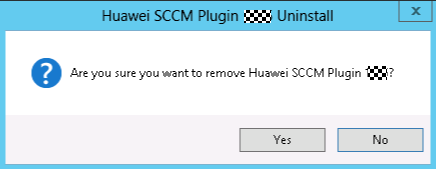 Huawei SCCM Plugin Uninstall
Are you sure you want to remove Huawei SCCM Plugin ?
Yes
No